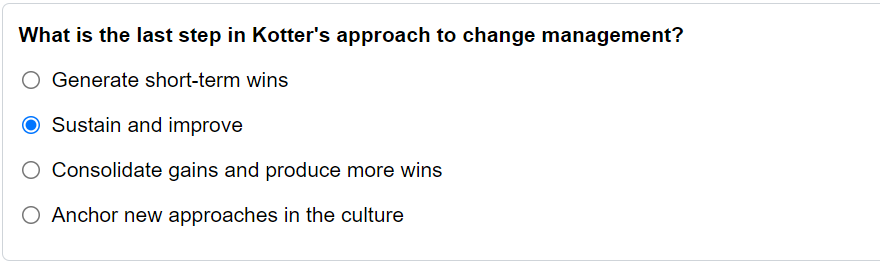 What is the last step in Kotter's approach to change management?
Generate short-term wins
Sustain and improve
Consolidate gains and produce more wins
Anchor new approaches in the culture